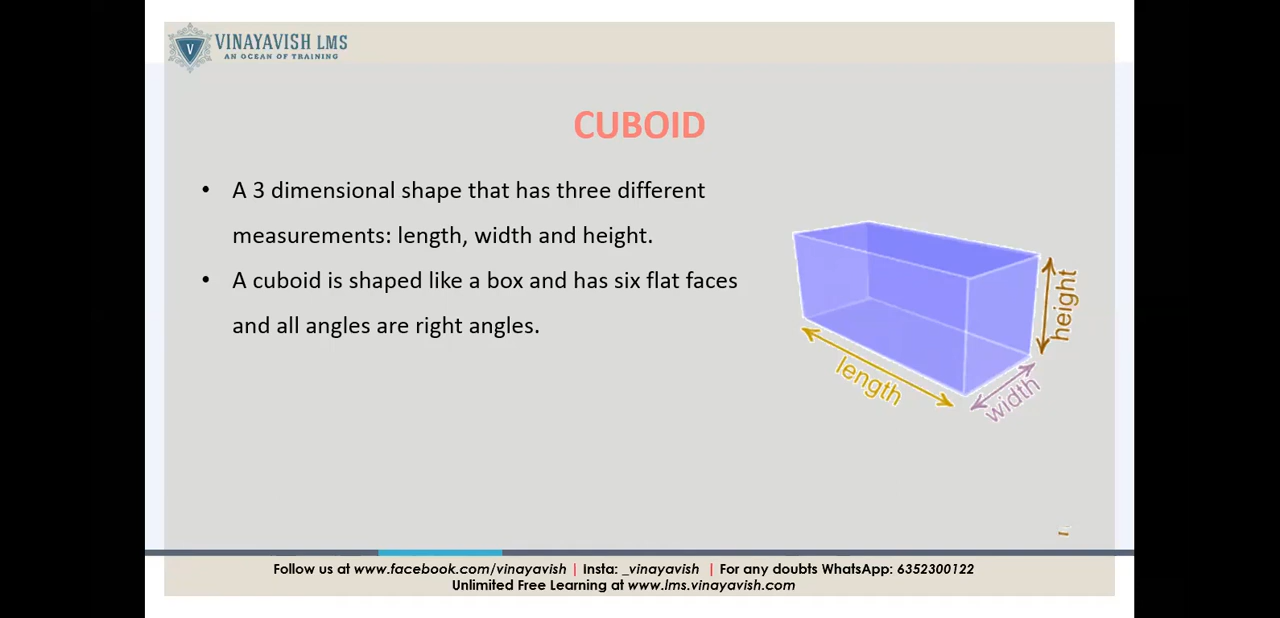 VINAYAVISH LMS
AN OCEAN OF TRAINING
CUBOID
• A 3 dimensional shape that has three different
measurements: length, width and height.
• A cuboid is shaped like a box and has six flat faces
and all angles are right angles.
height
length
width
Follow us at www.facebook.com/vinayavish | Insta: _vinayavish | For any doubts WhatsApp: 6352300122
Unlimited Free Learning at www.lms.vinayavish.com